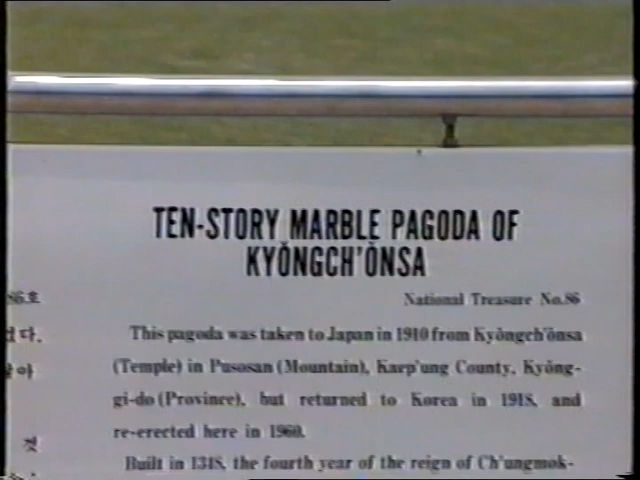 TEN-STORY MARBLE PAGODA OF
KYŎNGCH'ŎNSA
National Treasure No.86
86호
This pagoda was taken to Japan in 1910 from Kyŏngch'ŏnsa
(Temple) in Pusosan (Mountain), Kaep'ung County, Kyŏng-
gi-do (Province), but returned to Korea in 1918, and
re-erected here in 1960.
Built in 1348, the fourth year of the reign of Ch'ungmok-